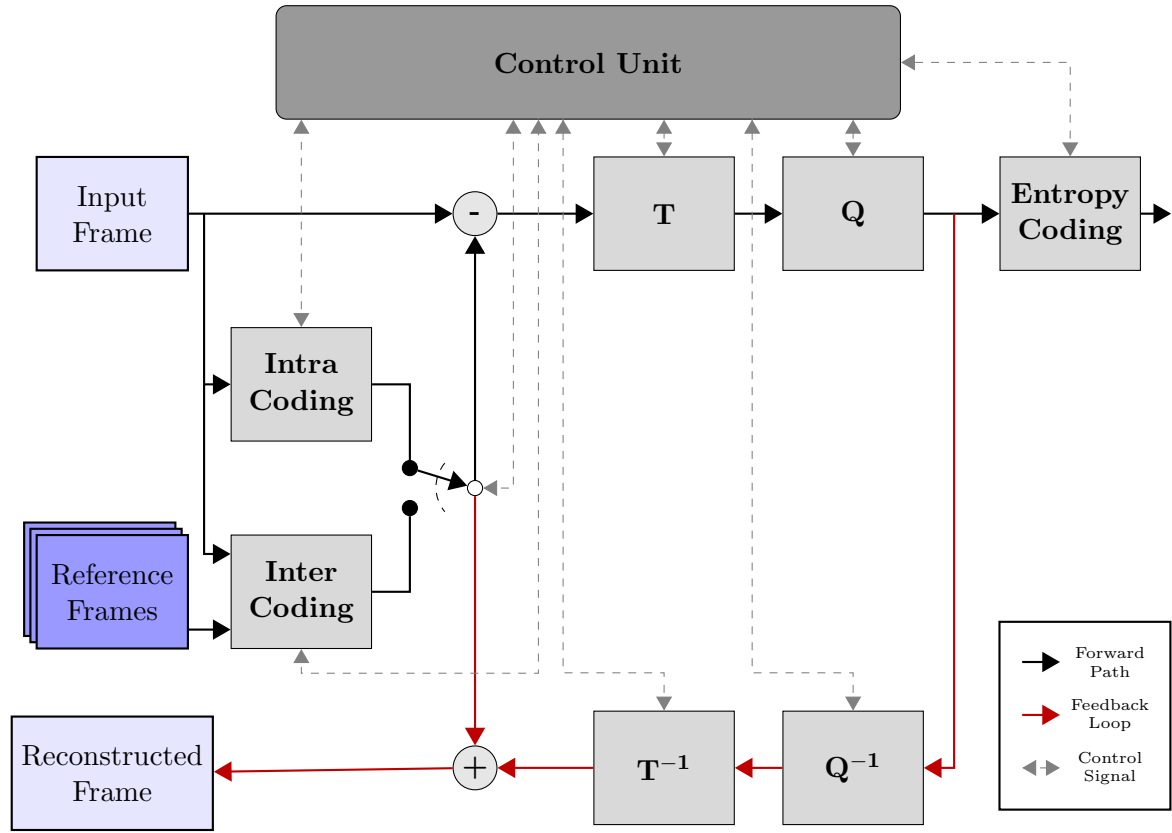 Control Unit
Input
Frame
-
T
Q
Entropy
Coding
Intra
Coding
Reference
Frames
Inter
Coding
Reconstructed
Frame
+
T⁻¹
Q⁻¹
Forward
Path
Feedback
Loop
Control
Signal